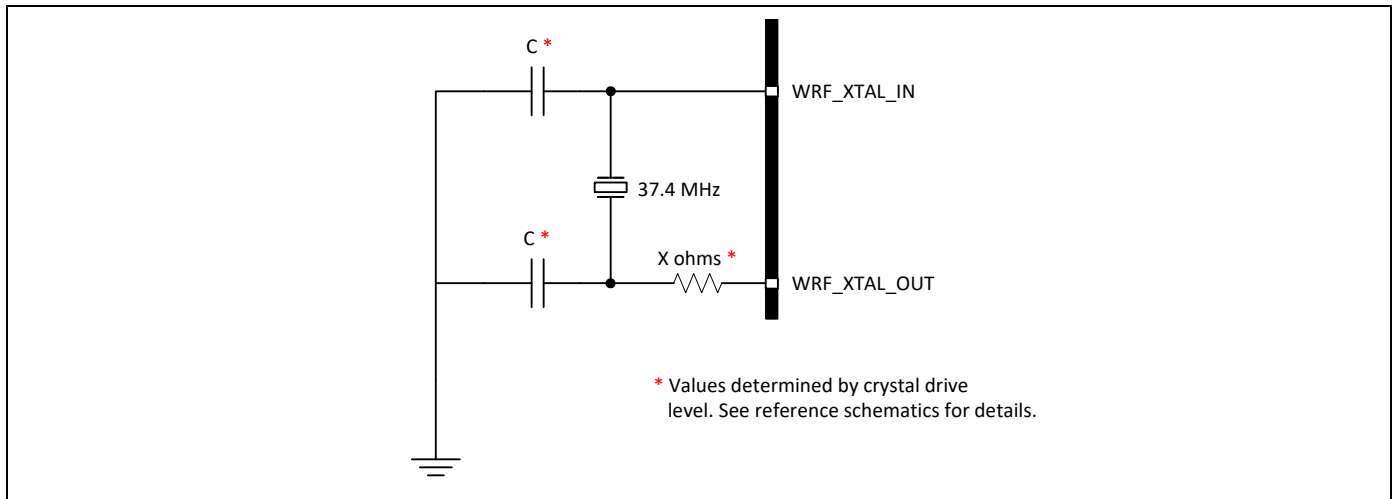 C *
WRF_XTAL_IN
37.4 MHz
C *
X ohms *
WRF_XTAL_OUT
* Values determined by crystal drive
level. See reference schematics for details.